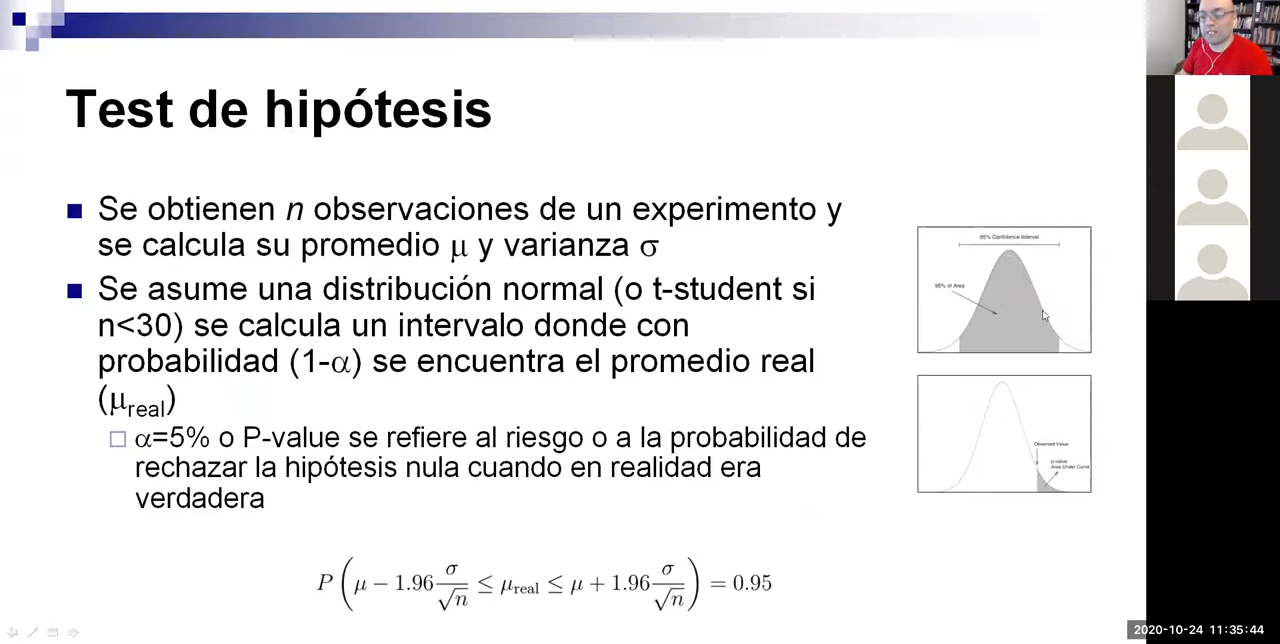 Test de hipótesis
Se obtienen n observaciones de un experimento y
se calcula su promedio μ y varianza σ
Se asume una distribución normal (o t-student si
n<30) se calcula un intervalo donde con
probabilidad (1-α) se encuentra el promedio real
(μreal)
α=5% o P-value se refiere al riesgo o a la probabilidad de
rechazar la hipótesis nula cuando en realidad era
verdadera
P(μ − 1.96 σ/√n ≤ μreal ≤ μ + 1.96 σ/√n) = 0.95
95% Confidence Interval
95% of Area
Observed Value
p-value:
Area Under Curve
2020-10-24 11:35:44